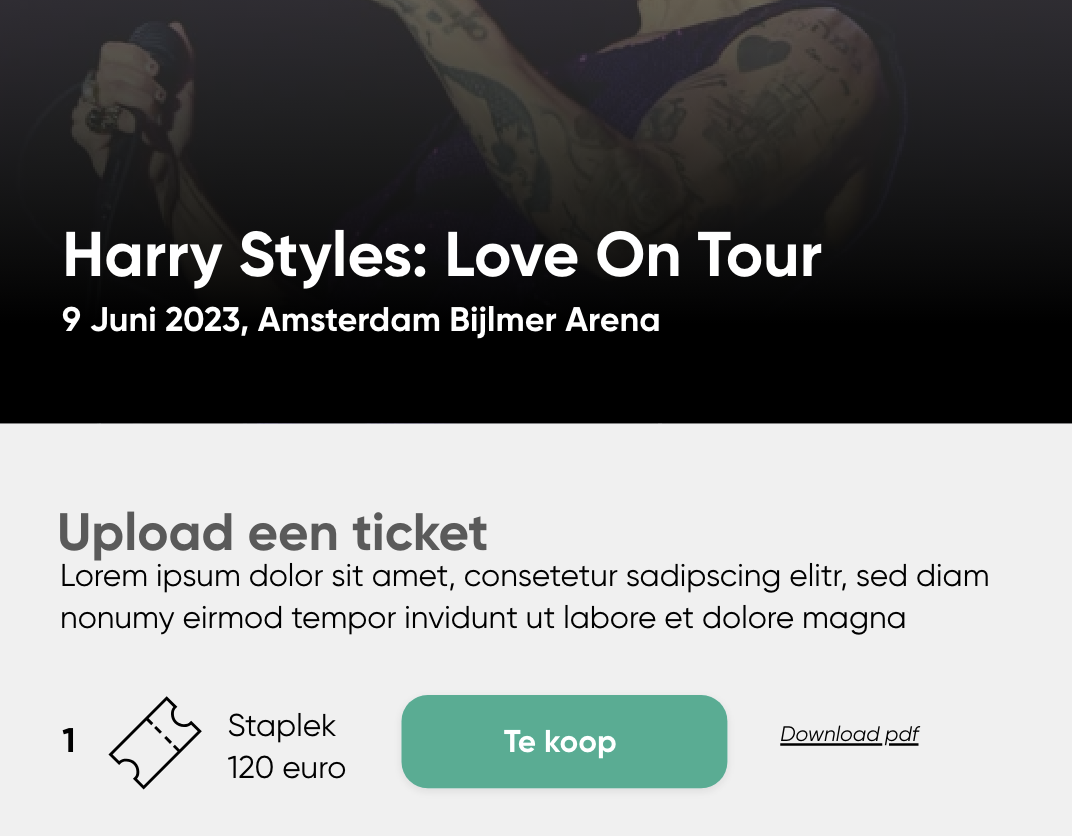 Harry Styles: Love On Tour
9 Juni 2023, Amsterdam Bijlmer Arena
Upload een ticket
Lorem ipsum dolor sit amet, consetetur sadipscing elitr, sed diam
nonumy eirmod tempor invidunt ut labore et dolore magna
1
Staplek
120 euro
Te koop
Download pdf